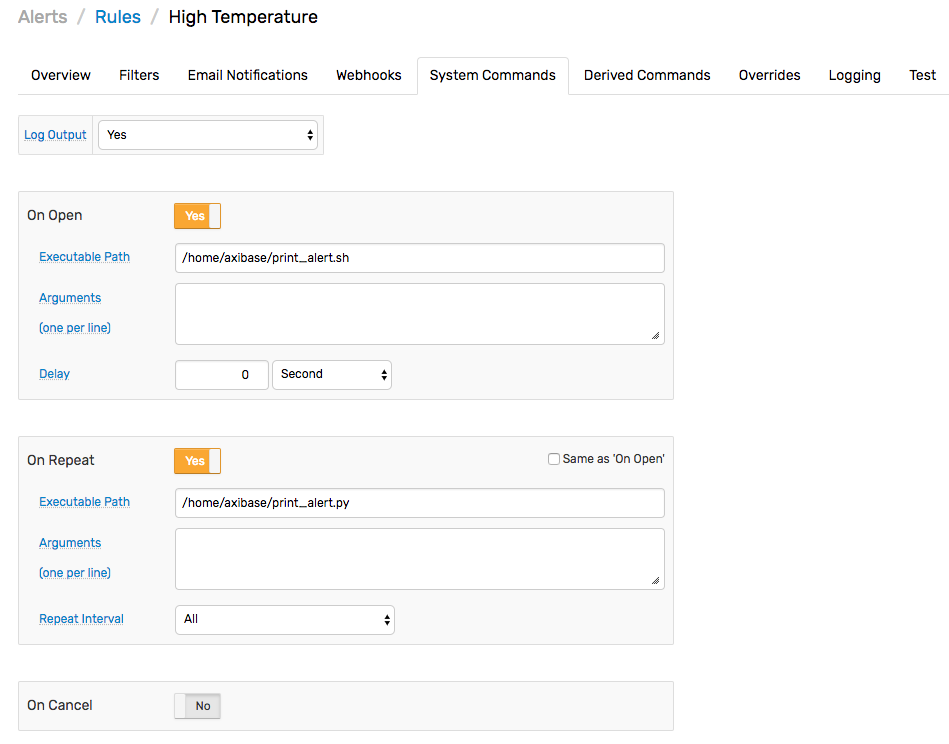 Alerts / Rules / High Temperature
Overview Filters Email Notifications Webhooks System Commands Derived Commands Overrides Logging Test
Log Output Yes
On Open Yes
Executable Path /home/axibase/print_alert.sh
Arguments
(one per line)
Delay 0 Second
On Repeat Yes Same as 'On Open'
Executable Path /home/axibase/print_alert.py
Arguments
(one per line)
Repeat Interval All
On Cancel No